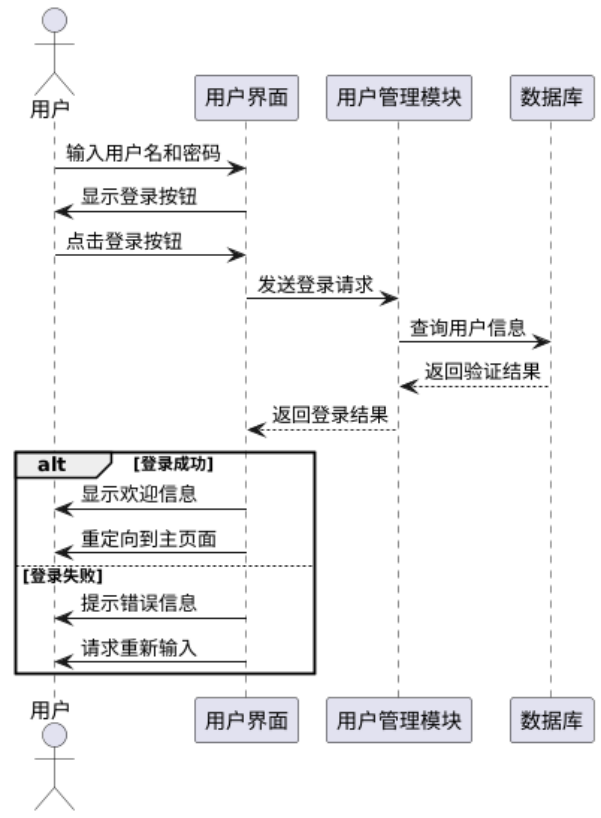 用户
用户界面
用户管理模块
数据库
输入用户名和密码
显示登录按钮
点击登录按钮
发送登录请求
查询用户信息
返回验证结果
返回登录结果
alt
[登录成功]
显示欢迎信息
重定向到主页面
[登录失败]
提示错误信息
请求重新输入
用户
用户界面
用户管理模块
数据库